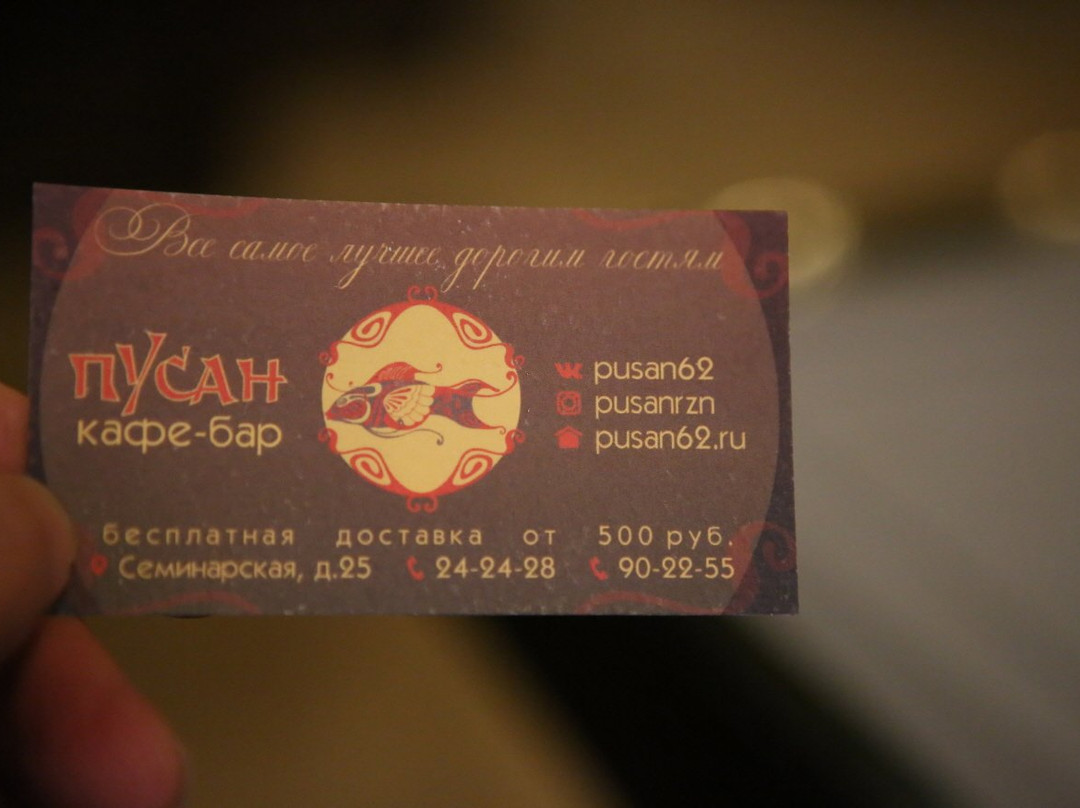 Все самое лучшее дорогим гостям
ПУСАН
кафе-бар
pusan62
pusanrzn
pusan62.ru
бесплатная доставка от 500 руб.
Семинарская, д.25 24-24-28 90-22-55